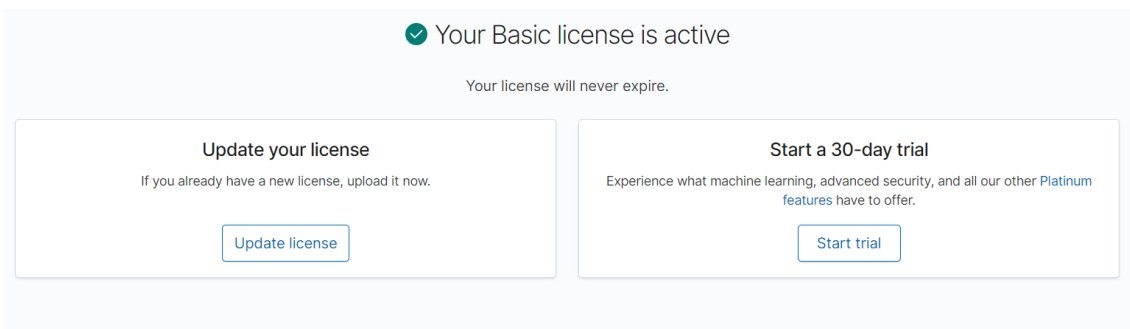 Your Basic license is active
Your license will never expire.
Update your license
If you already have a new license, upload it now.
Update license
Start a 30-day trial
Experience what machine learning, advanced security, and all our other Platinum
features have to offer.
Start trial